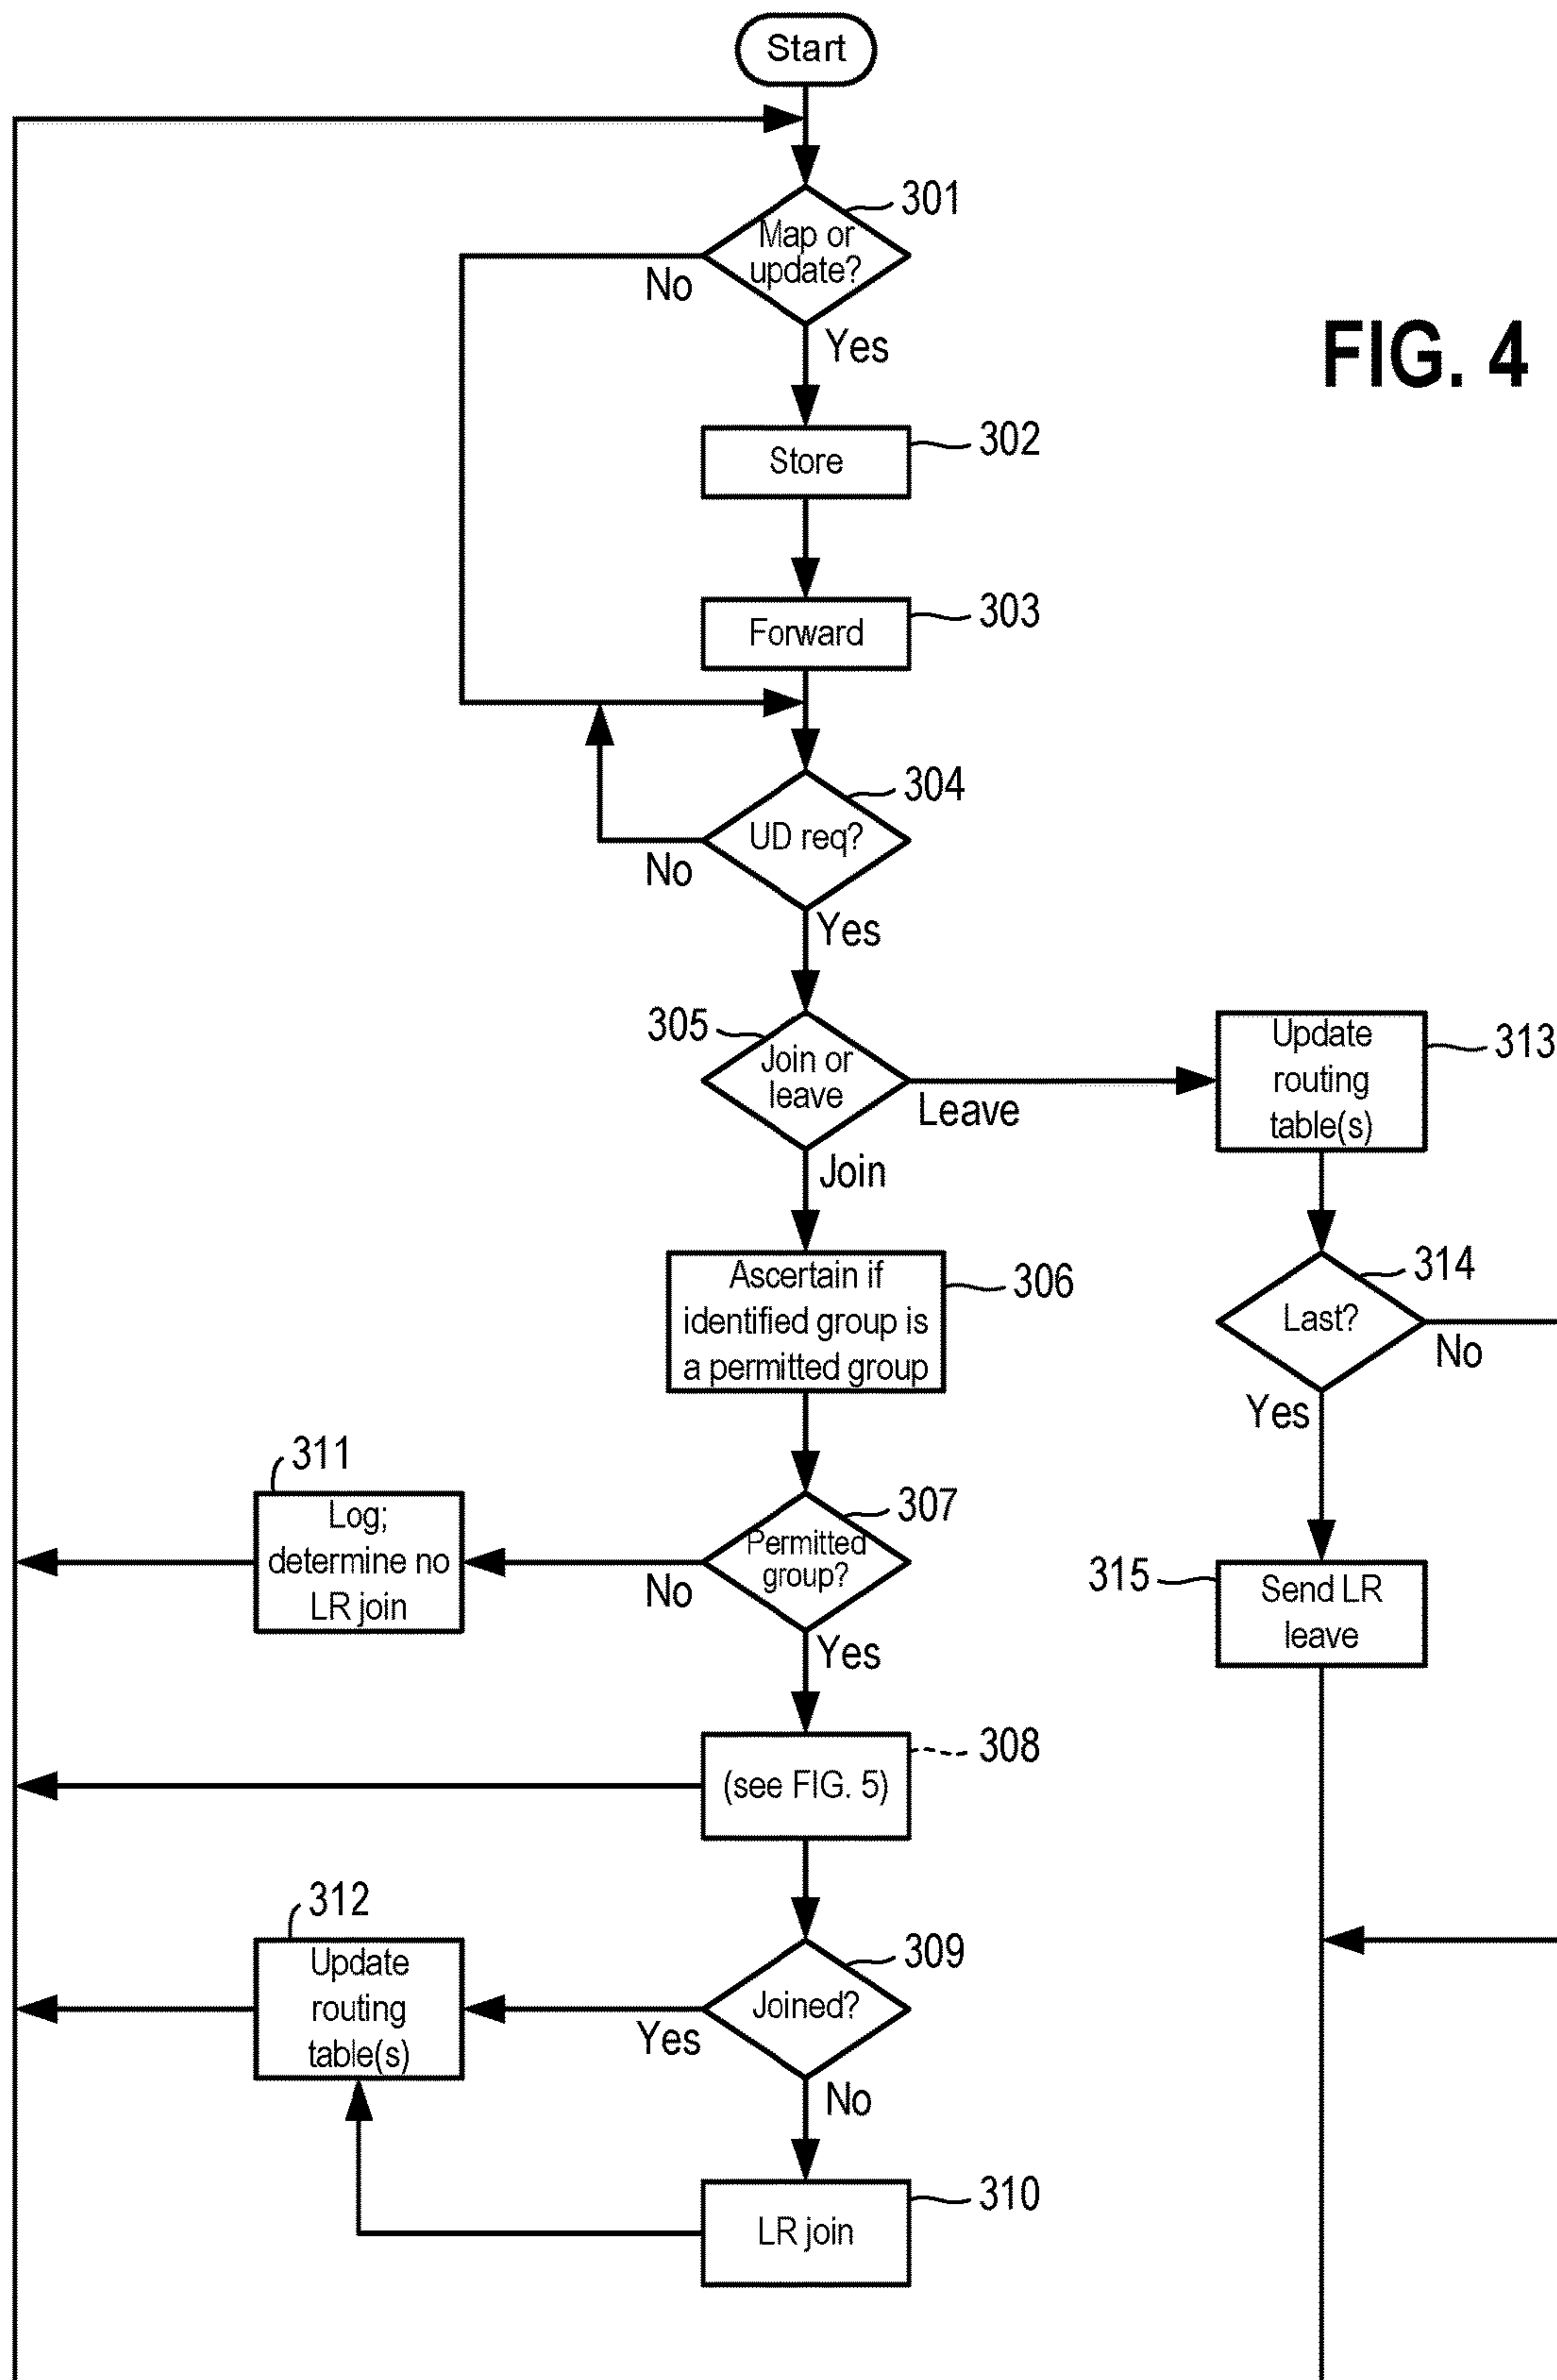 Start
301
Map or
update?
No
Yes
FIG. 4
302
Store
303
Forward
304
UD req?
No
Yes
305
Join or
leave
Leave
Join
Update
routing
table(s)
313
306
Ascertain if
identified group is
a permitted group
314
Last?
No
Yes
311
Log;
determine no
LR join
307
Permitted
group?
No
Yes
315
Send LR
leave
308
(see FIG. 5)
312
Update
routing
table(s)
309
Joined?
Yes
No
310
LR join